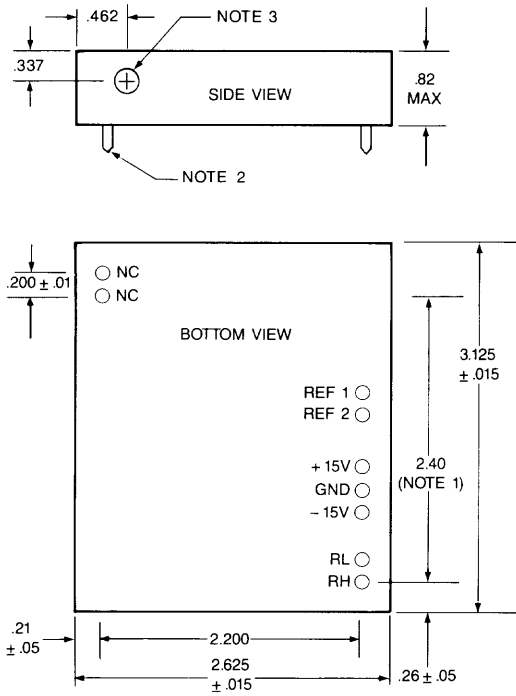 .462
NOTE 3
.337
SIDE VIEW
.82
MAX
NOTE 2
NC
.200 ± .01
NC
BOTTOM VIEW
3.125
± .015
REF 1
REF 2
+ 15V
2.40
GND
(NOTE 1)
– 15V
RL
RH
.21
± .05
2.200
2.625
± .015
.26 ± .05